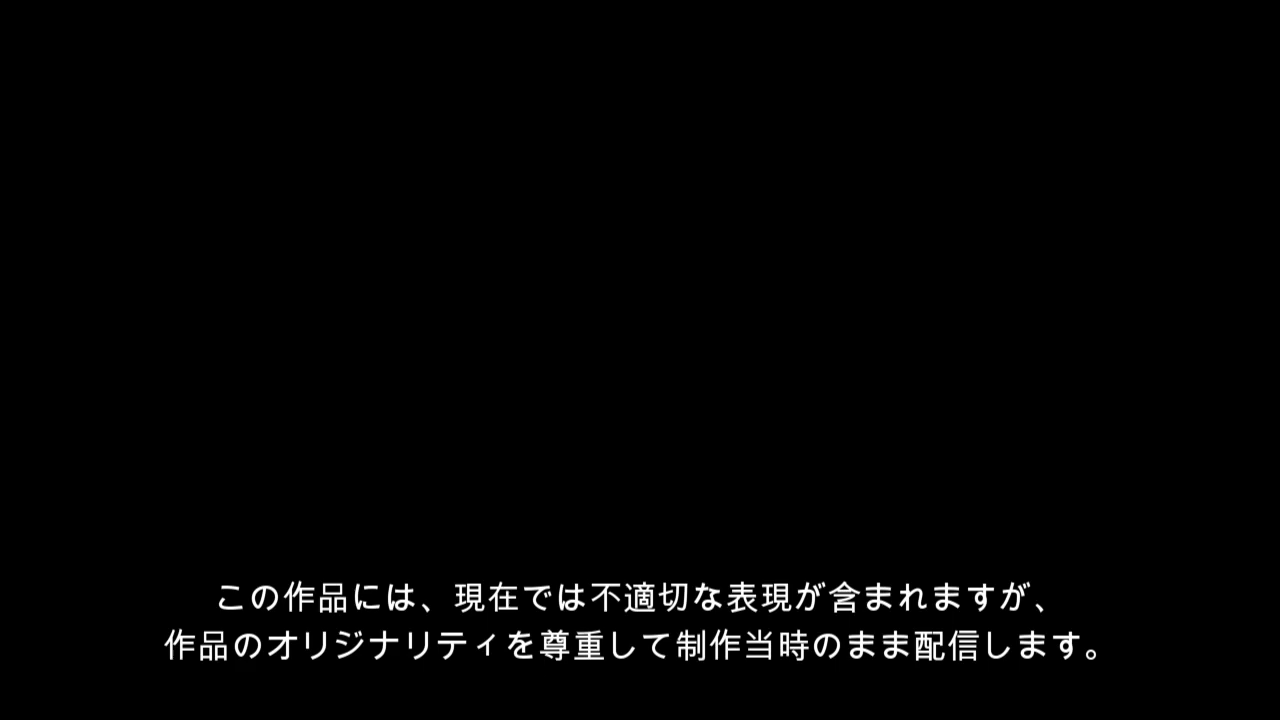 この作品には、現在では不適切な表現が含まれますが、
作品のオリジナリティを尊重して制作当時のまま配信します。